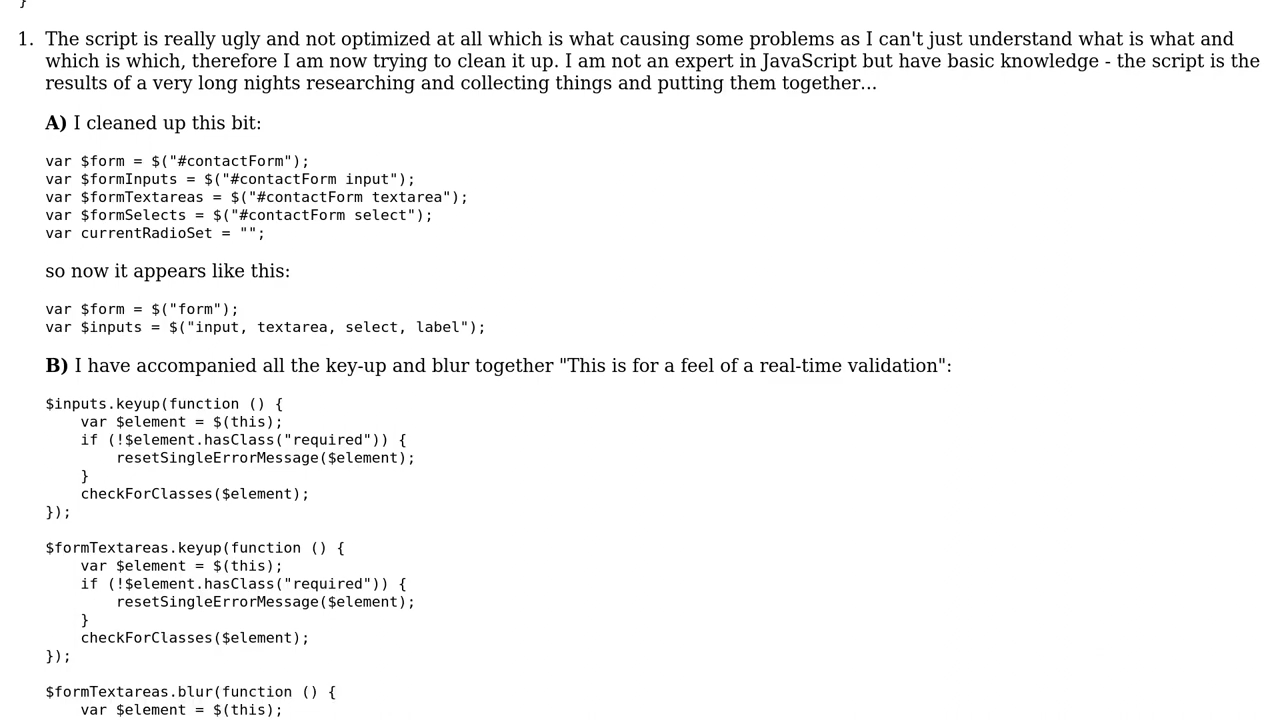 }
1. The script is really ugly and not optimized at all which is what causing some problems as I can't just understand what is what and
which is which, therefore I am now trying to clean it up. I am not an expert in JavaScript but have basic knowledge - the script is the
results of a very long nights researching and collecting things and putting them together...
A) I cleaned up this bit:
var $form = $("#contactForm");
var $formInputs = $("#contactForm input");
var $formTextareas = $("#contactForm textarea");
var $formSelects = $("#contactForm select");
var currentRadioSet = "";
so now it appears like this:
var $form = $("form");
var $inputs = $("input, textarea, select, label");
B) I have accompanied all the key-up and blur together "This is for a feel of a real-time validation":
$inputs.keyup(function () {
    var $element = $(this);
    if (!$element.hasClass("required")) {
        resetSingleErrorMessage($element);
    }
    checkForClasses($element);
});
$formTextareas.keyup(function () {
    var $element = $(this);
    if (!$element.hasClass("required")) {
        resetSingleErrorMessage($element);
    }
    checkForClasses($element);
});
$formTextareas.blur(function () {
    var $element = $(this);